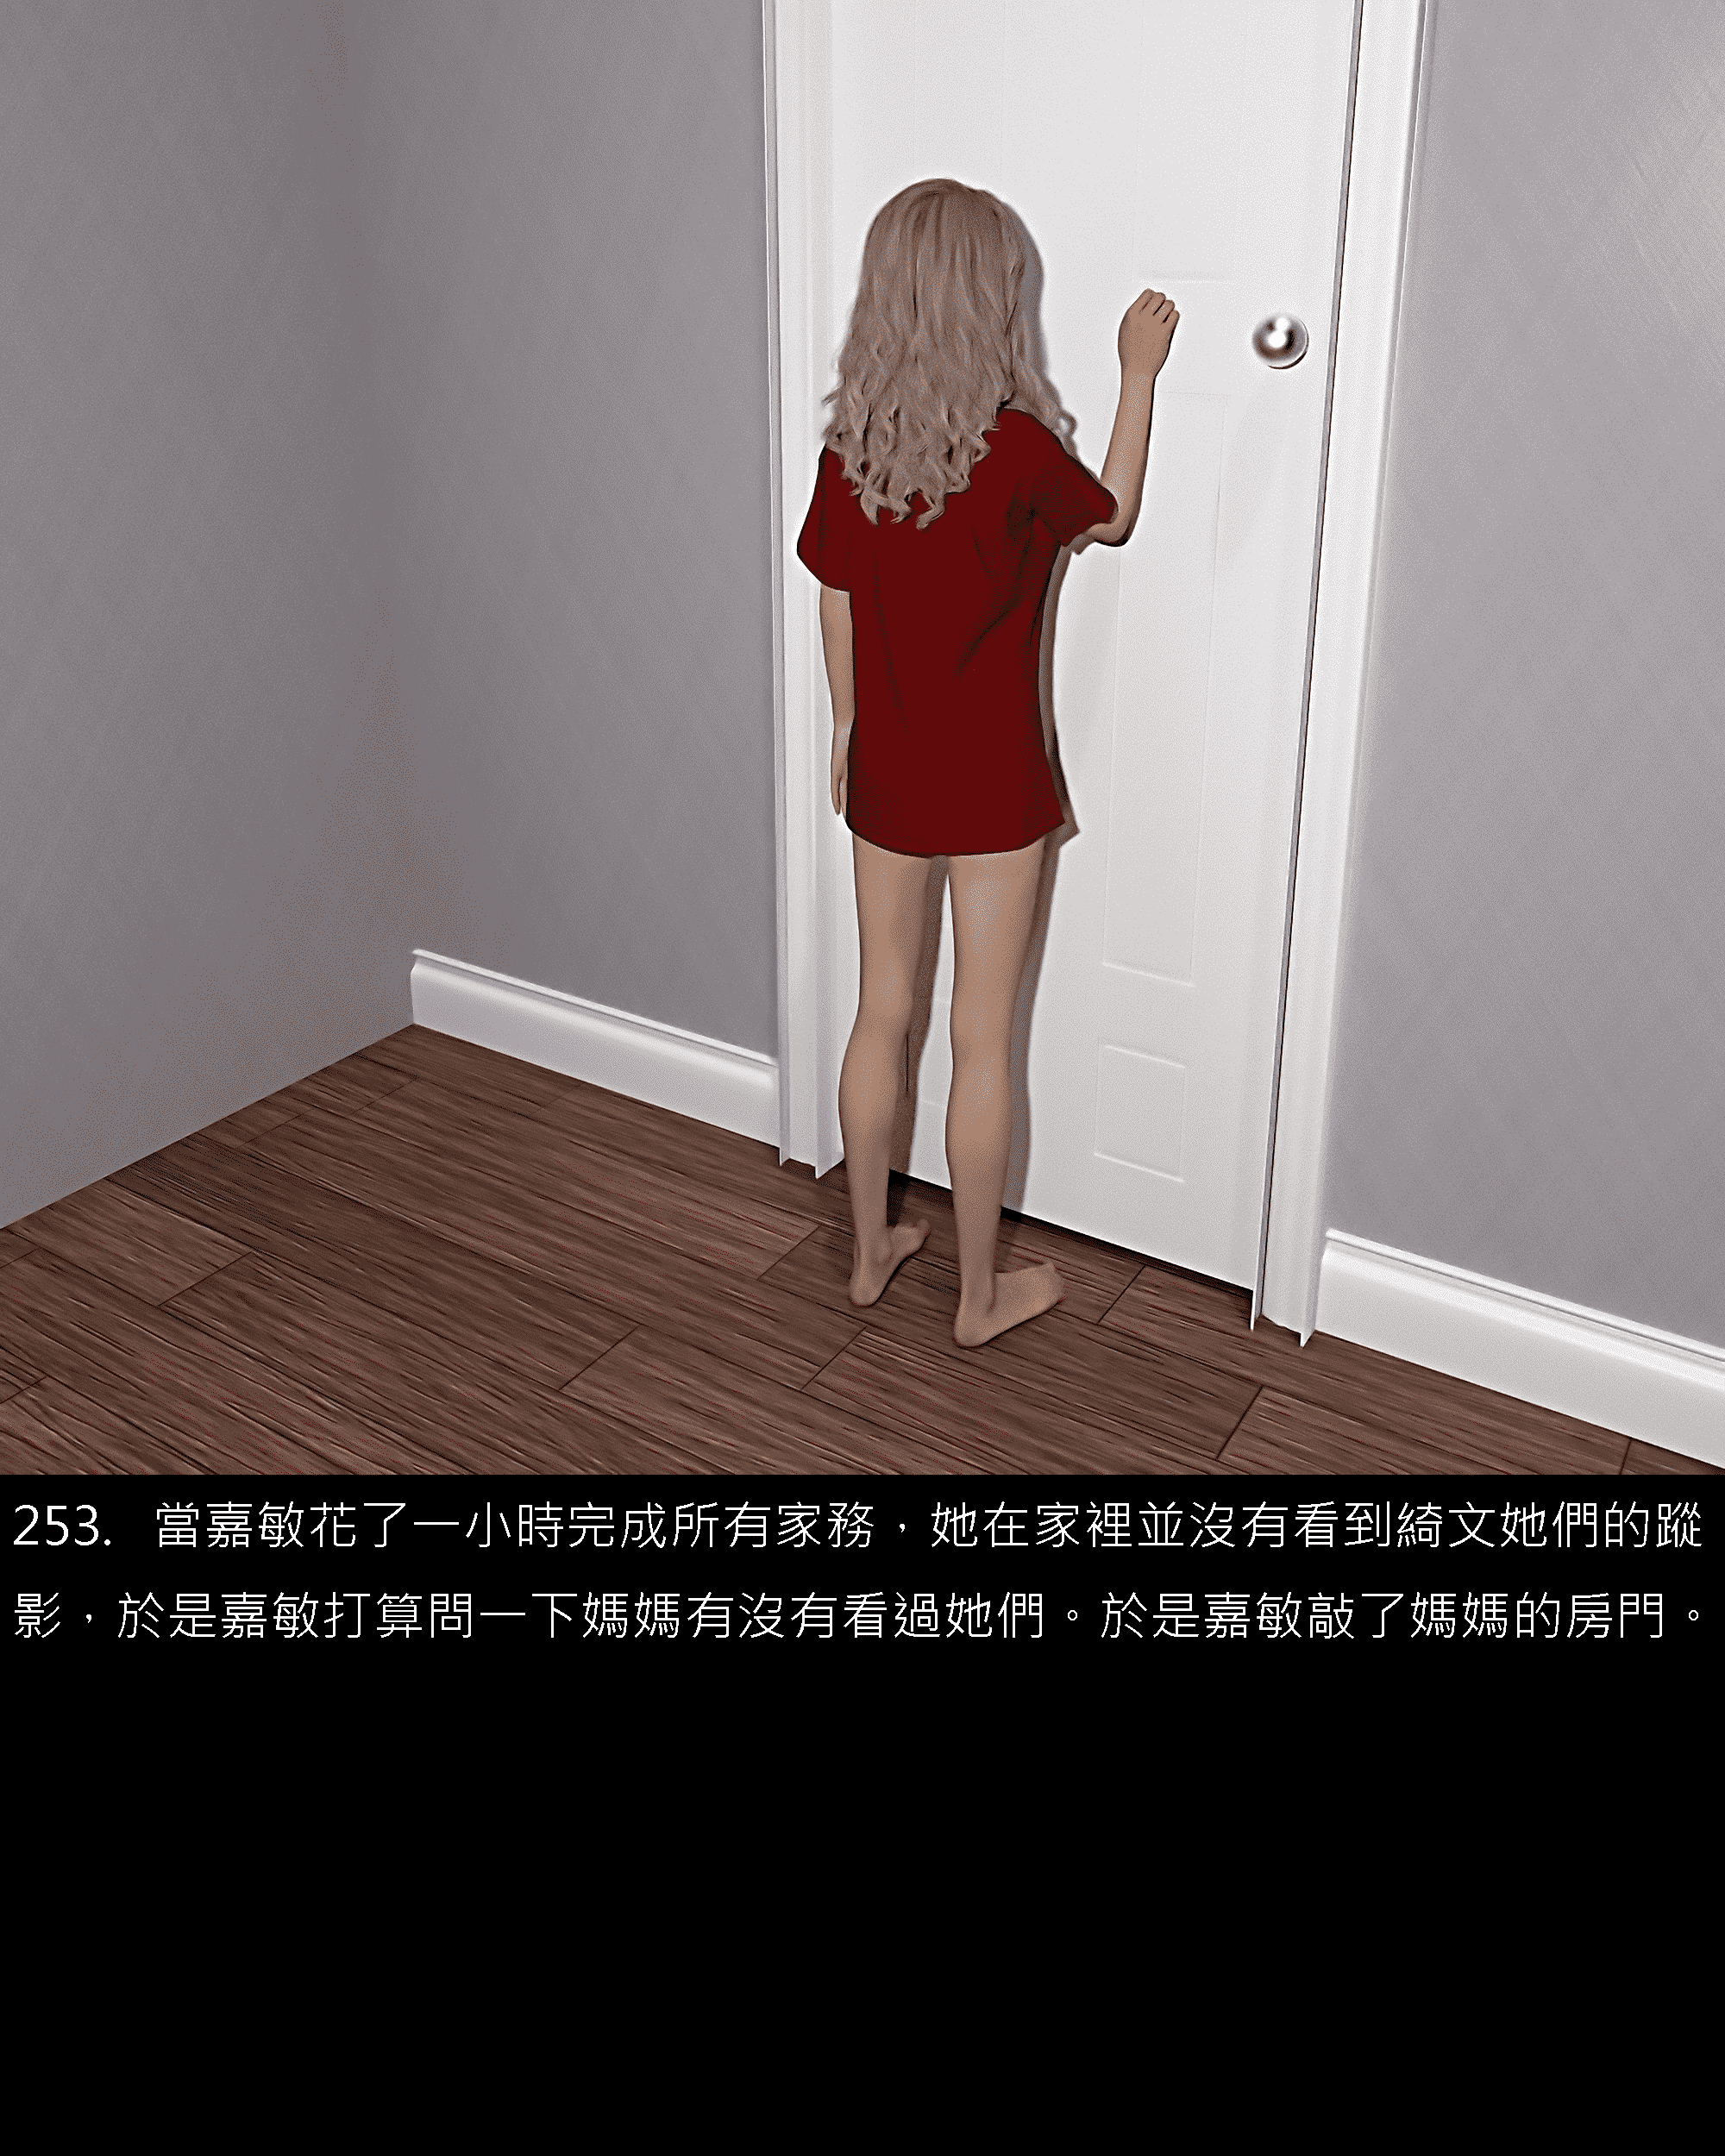 253. 當嘉敏花了一小時完成所有家務，她在家裡並沒有看到綺文她們的蹤
影，於是嘉敏打算問一下媽媽有沒有看過她們。於是嘉敏敲了媽媽的房門。